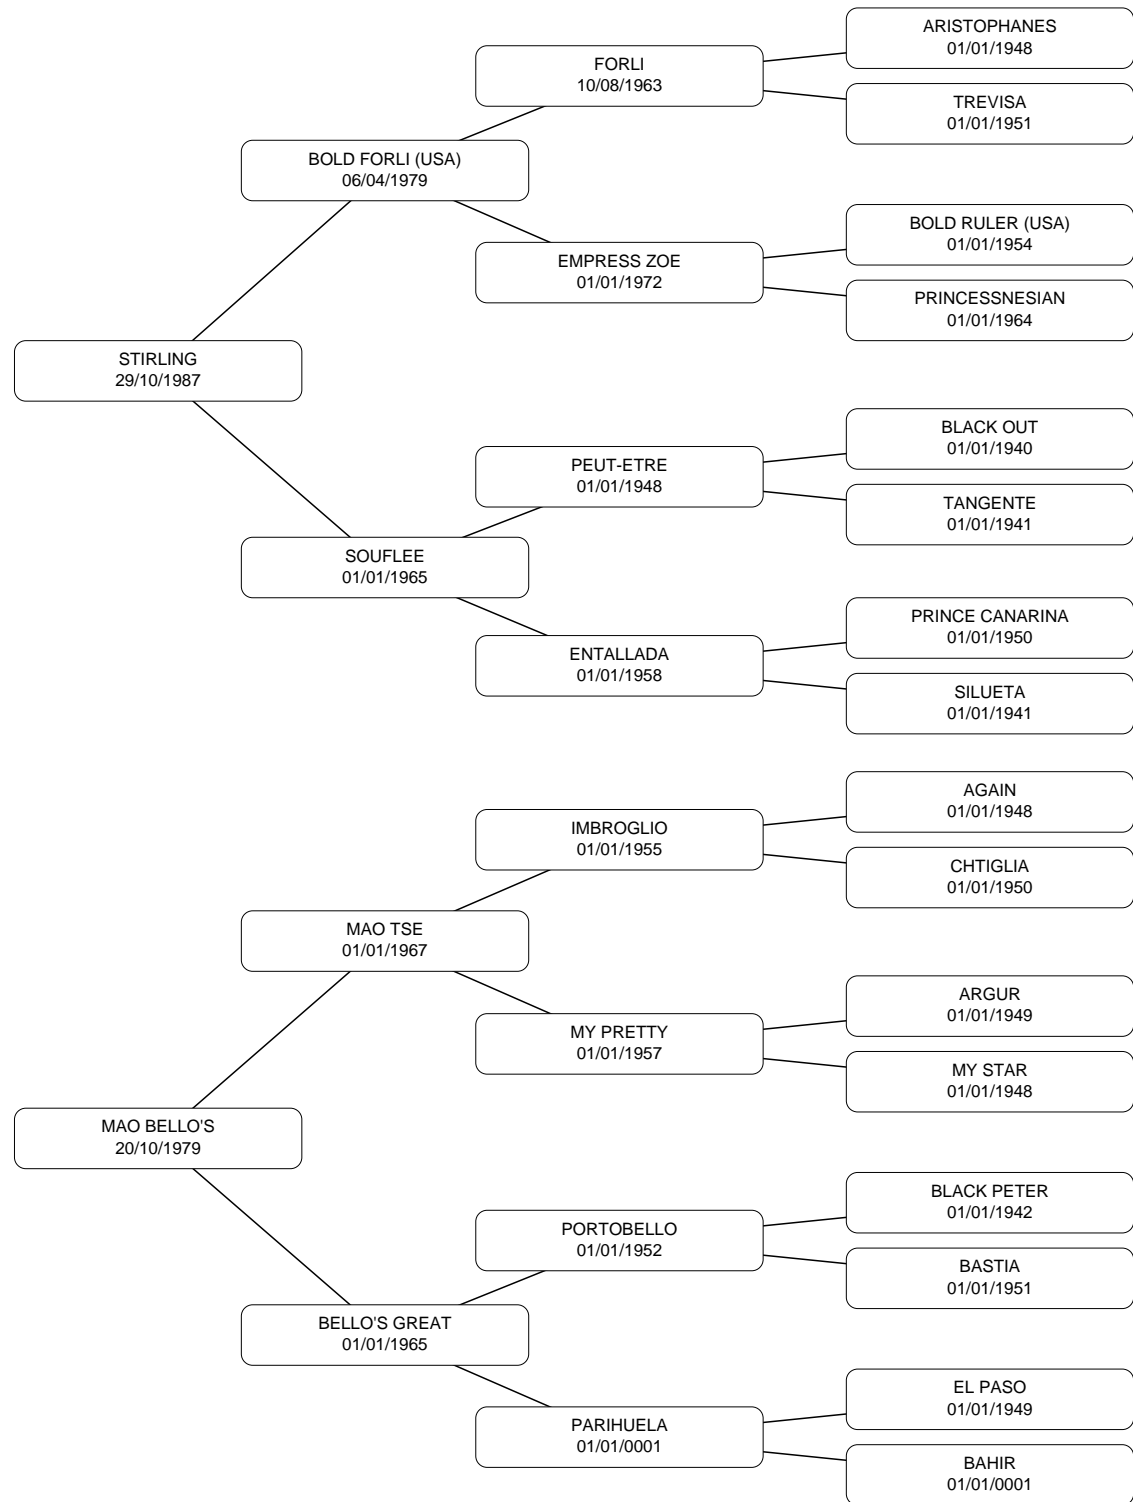 ARISTOPHANES
01/01/1948
FORLI
10/08/1963
TREVISA
01/01/1951
BOLD FORLI (USA)
06/04/1979
BOLD RULER (USA)
01/01/1954
EMPRESS ZOE
01/01/1972
PRINCESSNESIAN
01/01/1964
STIRLING
29/10/1987
BLACK OUT
01/01/1940
PEUT-ETRE
01/01/1948
TANGENTE
01/01/1941
SOUFLEE
01/01/1965
PRINCE CANARINA
01/01/1950
ENTALLADA
01/01/1958
SILUETA
01/01/1941
AGAIN
01/01/1948
IMBROGLIO
01/01/1955
CHTIGLIA
01/01/1950
MAO TSE
01/01/1967
ARGUR
01/01/1949
MY PRETTY
01/01/1957
MY STAR
01/01/1948
MAO BELLO'S
20/10/1979
BLACK PETER
01/01/1942
PORTOBELLO
01/01/1952
BASTIA
01/01/1951
BELLO'S GREAT
01/01/1965
EL PASO
01/01/1949
PARIHUELA
01/01/0001
BAHIR
01/01/0001